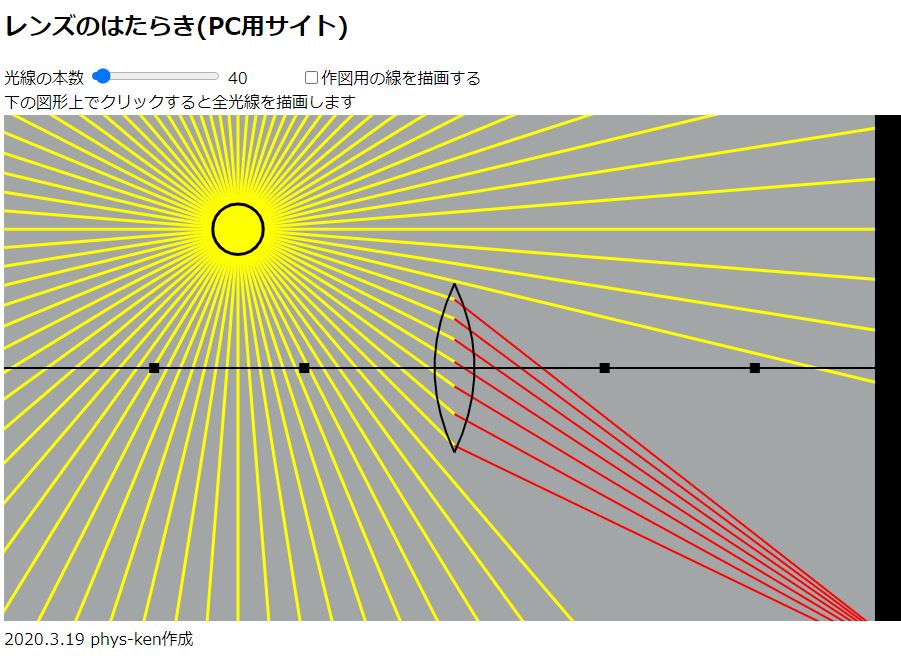 レンズのはたらき(PC用サイト)
光線の本数 40 作図用の線を描画する
下の図形上でクリックすると全光線を描画します
2020.3.19 phys-ken作成